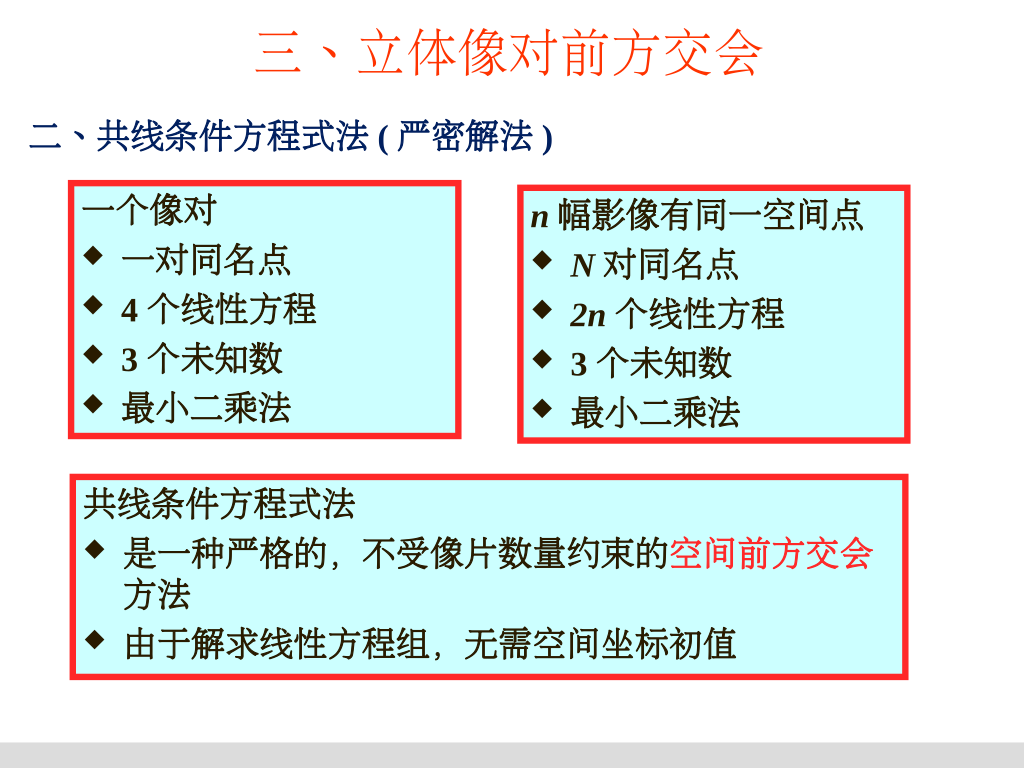 三、立体像对前方交会
二、共线条件方程式法 ( 严密解法 )
一个像对
◆ 一对同名点
◆ 4 个线性方程
◆ 3 个未知数
◆ 最小二乘法
n 幅影像有同一空间点
◆ N 对同名点
◆ 2n 个线性方程
◆ 3 个未知数
◆ 最小二乘法
共线条件方程式法
◆ 是一种严格的，不受像片数量约束的空间前方交会
方法
◆ 由于解求线性方程组，无需空间坐标初值